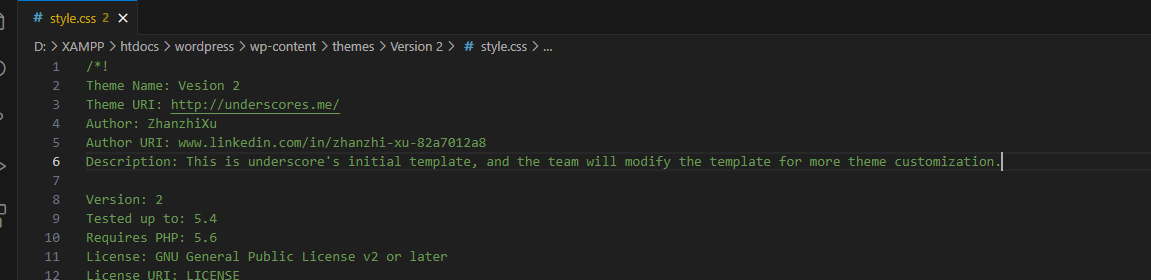 # style.css 2 ×
D: > XAMPP > htdocs > wordpress > wp-content > themes > Version 2 > # style.css > ...
1 /*!
2 Theme Name: Vesion 2
3 Theme URI: http://underscores.me/
4 Author: ZhanzhiXu
5 Author URI: www.linkedin.com/in/zhanzhi-xu-82a7012a8
6 Description: This is underscore's initial template, and the team will modify the template for more theme customization.
7
8 Version: 2
9 Tested up to: 5.4
10 Requires PHP: 5.6
11 License: GNU General Public License v2 or later
12 License URI: LICENSE